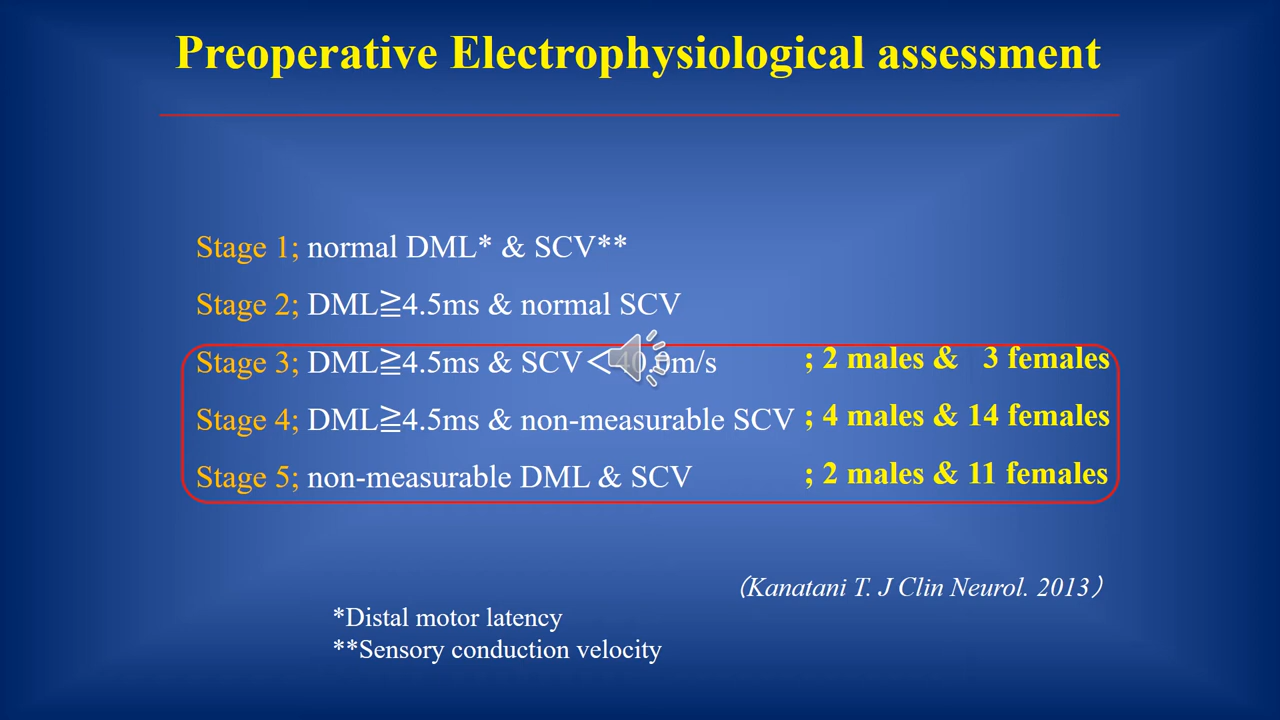 Preoperative Electrophysiological assessment
Stage 1; normal DML* & SCV**
Stage 2; DML≧4.5ms & normal SCV
Stage 3; DML≧4.5ms & SCV＜40.0m/s ; 2 males & 3 females
Stage 4; DML≧4.5ms & non-measurable SCV ; 4 males & 14 females
Stage 5; non-measurable DML & SCV ; 2 males & 11 females
（Kanatani T. J Clin Neurol. 2013）
*Distal motor latency
**Sensory conduction velocity